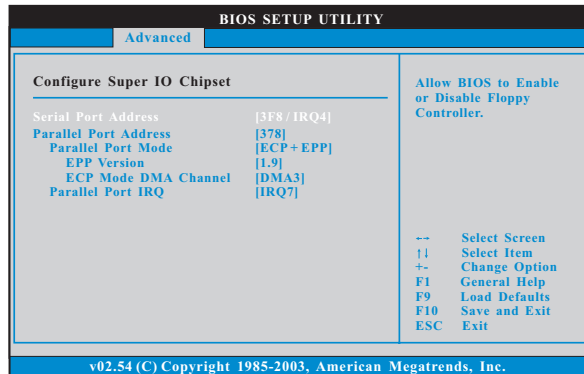 BIOS SETUP UTILITY
Advanced
Configure Super IO Chipset
Serial Port Address [3F8 / IRQ4]
Parallel Port Address [378]
Parallel Port Mode [ECP + EPP]
EPP Version [1.9]
ECP Mode DMA Channel [DMA3]
Parallel Port IRQ [IRQ7]
Allow BIOS to Enable
or Disable Floppy
Controller.
←→ Select Screen
↑↓ Select Item
+- Change Option
F1 General Help
F9 Load Defaults
F10 Save and Exit
ESC Exit
v02.54 (C) Copyright 1985-2003, American Megatrends, Inc.